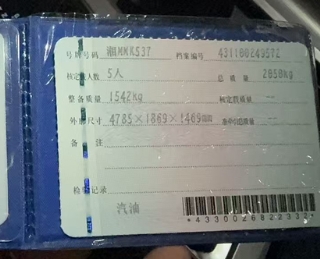 号牌号码 湘MMK537 档案编号 431100249572
核定载人数 5人 总质量 2050kg
整备质量 1542kg 核定载质量 --
外廓尺寸 4785×1869×1469mm 准牵引总质量 --
备注
检验记录
汽油
*4330026822332*